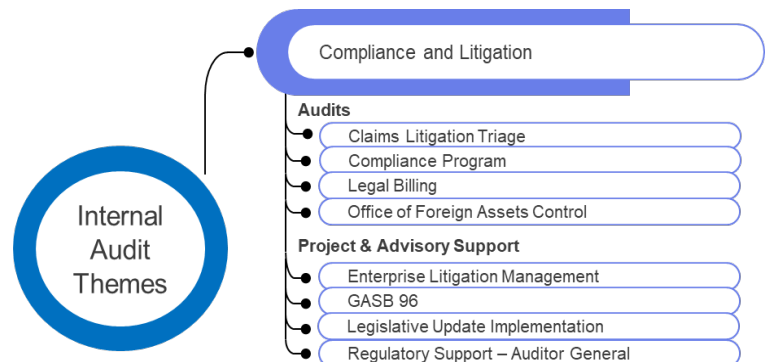 Compliance and Litigation
Audits
Claims Litigation Triage
Compliance Program
Legal Billing
Office of Foreign Assets Control
Internal
Audit
Themes
Project & Advisory Support
Enterprise Litigation Management
GASB 96
Legislative Update Implementation
Regulatory Support – Auditor General